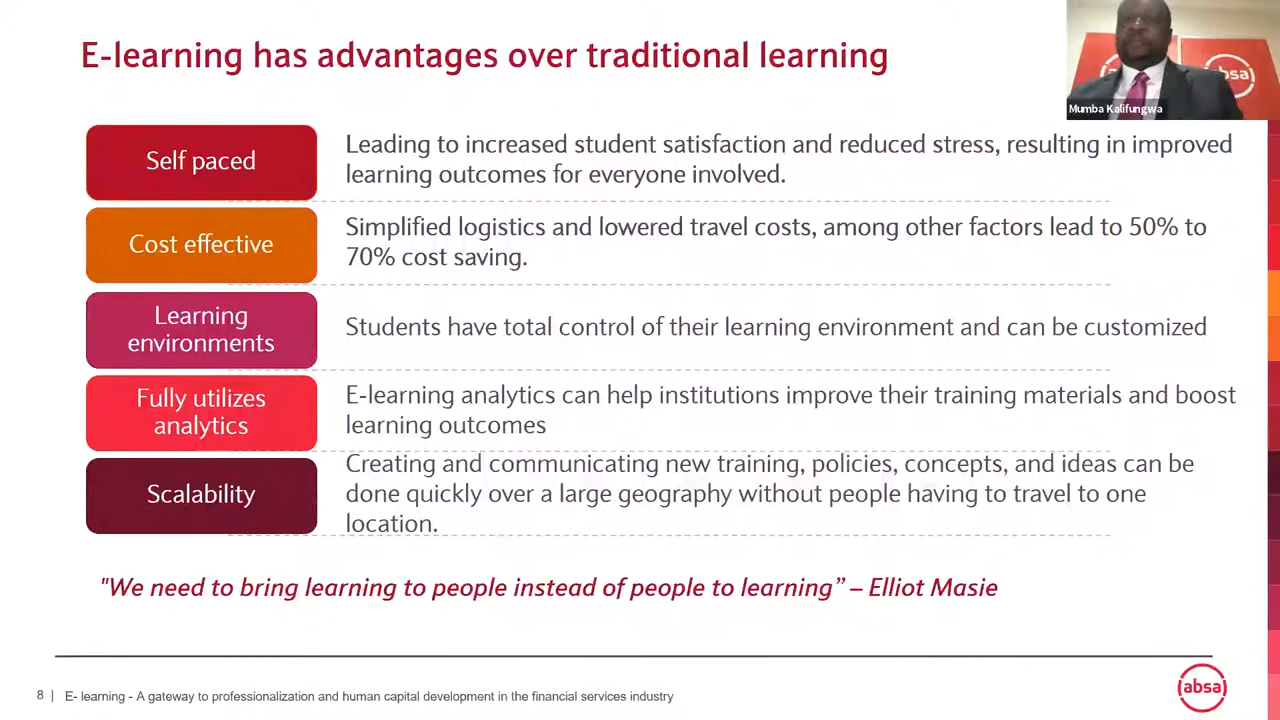 E-learning has advantages over traditional learning
absa
Mumba Kalifungwa
Self paced
Leading to increased student satisfaction and reduced stress, resulting in improved
learning outcomes for everyone involved.
Cost effective
Simplified logistics and lowered travel costs, among other factors lead to 50% to
70% cost saving.
Learning
environments
Students have total control of their learning environment and can be customized
Fully utilizes
analytics
E-learning analytics can help institutions improve their training materials and boost
learning outcomes
Scalability
Creating and communicating new training, policies, concepts, and ideas can be
done quickly over a large geography without people having to travel to one
location.
"We need to bring learning to people instead of people to learning” – Elliot Masie
8 | E- learning - A gateway to professionalization and human capital development in the financial services industry
absa